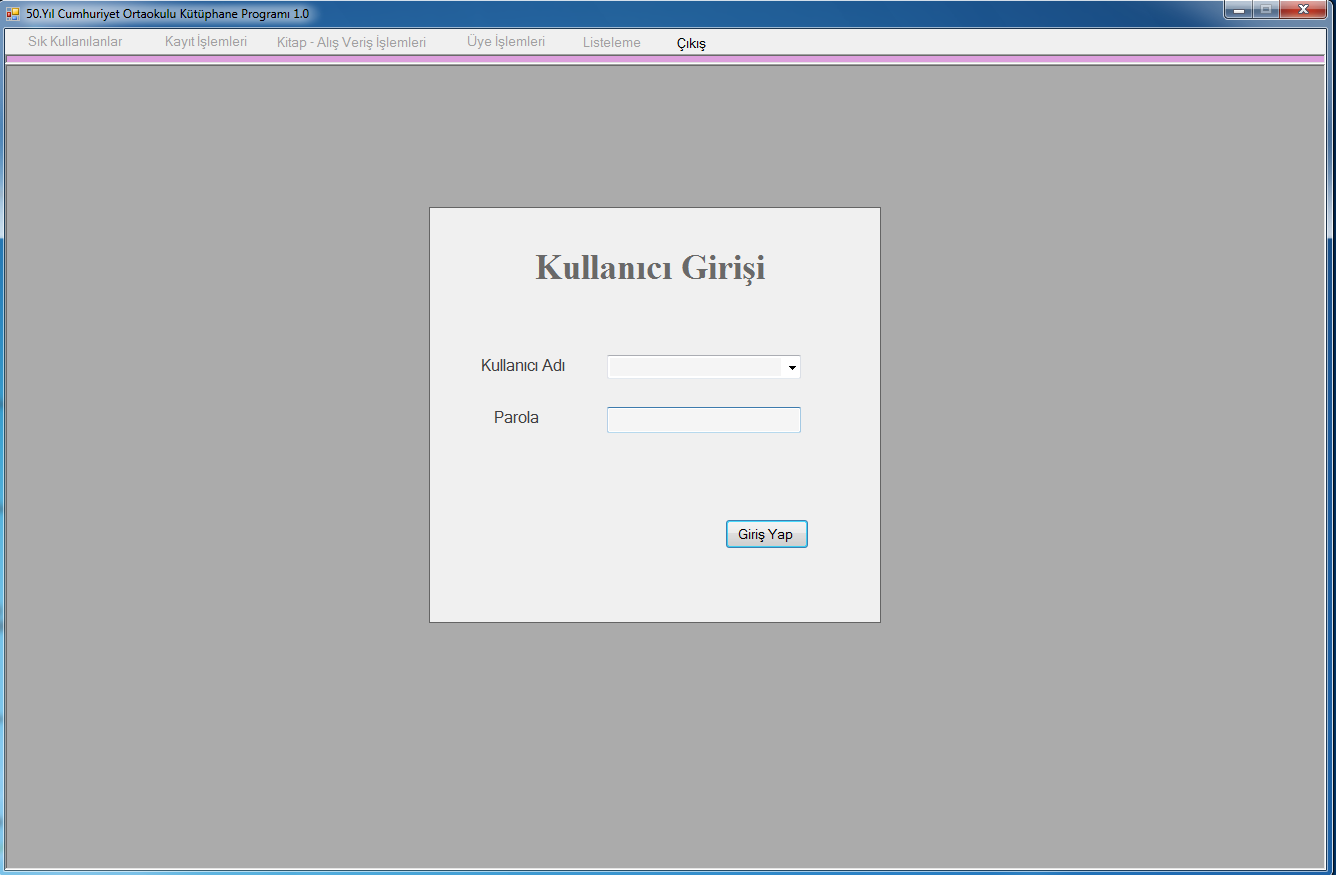 50.Yıl Cumhuriyet Ortaokulu Kütüphane Programı 1.0
Sık Kullanılanlar Kayıt İşlemleri Kitap - Alış Veriş İşlemleri Üye İşlemleri Listeleme Çıkış
Kullanıcı Girişi
Kullanıcı Adı
Parola
Giriş Yap